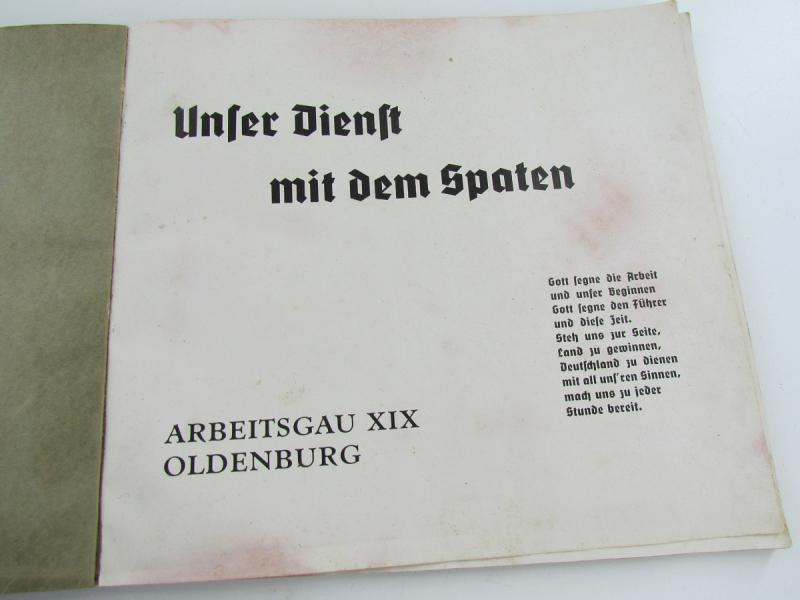 Unser Dienst
mit dem Spaten
Gott segne die Arbeit
und unser Beginnen
Gott segne den Führer
und diese Zeit.
Steh uns zur Seite,
Land zu gewinnen,
Deutschland zu dienen
mit all uns'ren Sinnen,
mach uns zu jeder
Stunde bereit.
ARBEITSGAU XIX
OLDENBURG